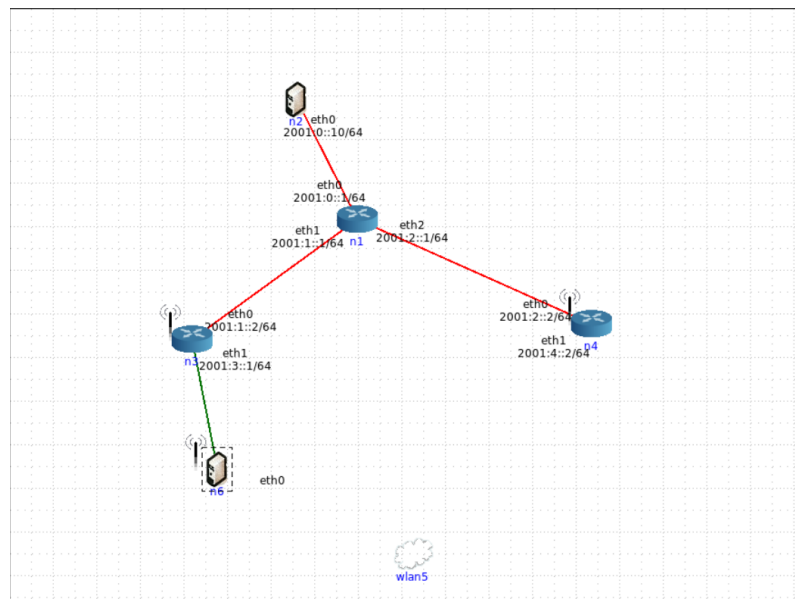 n2
eth0
2001:0::10/64
eth0
2001:0::1/64
eth1
2001:1::1/64
n1
eth2
2001:2::1/64
eth0
2001:1::2/64
n3
eth1
2001:3::1/64
eth0
2001:2::2/64
eth1
2001:4::2/64
n4
n6
eth0
wlan5